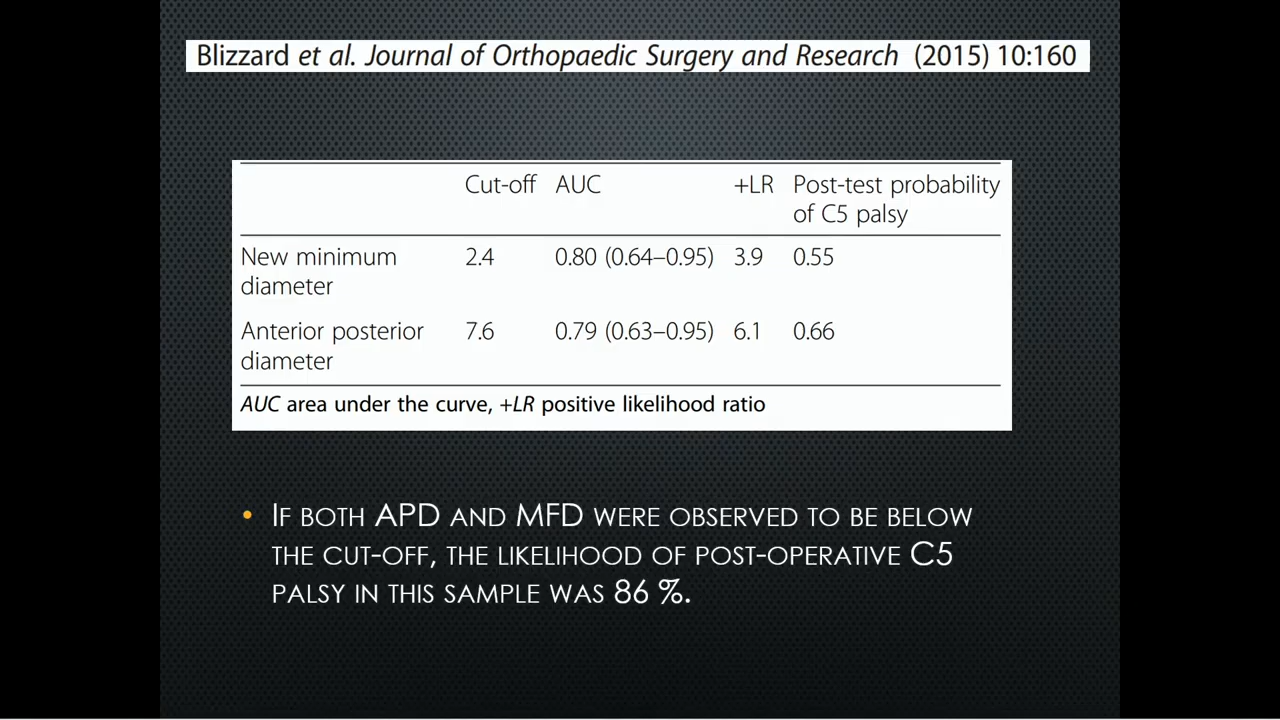 Blizzard et al. Journal of Orthopaedic Surgery and Research (2015) 10:160
Cut-off AUC +LR Post-test probability
of C5 palsy
New minimum 2.4 0.80 (0.64–0.95) 3.9 0.55
diameter
Anterior posterior 7.6 0.79 (0.63–0.95) 6.1 0.66
diameter
AUC area under the curve, +LR positive likelihood ratio
• IF BOTH APD AND MFD WERE OBSERVED TO BE BELOW
THE CUT-OFF, THE LIKELIHOOD OF POST-OPERATIVE C5
PALSY IN THIS SAMPLE WAS 86 %.